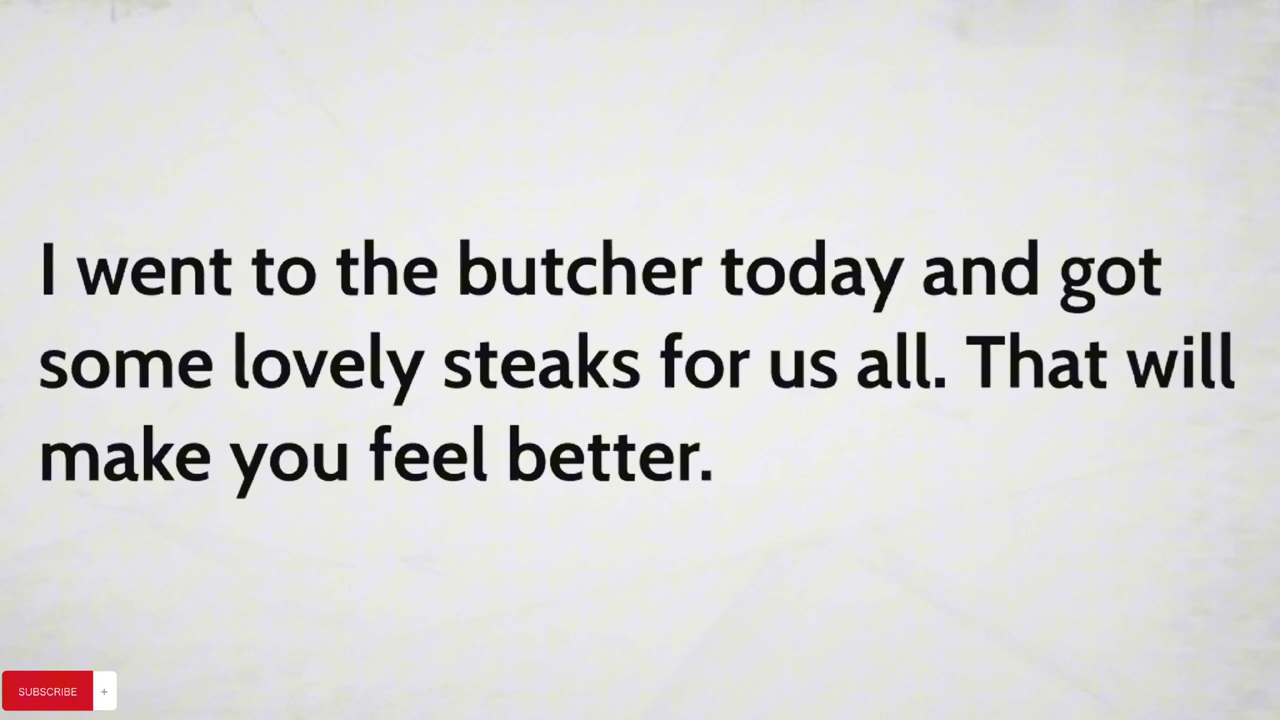 I went to the butcher today and got
some lovely steaks for us all. That will
make you feel better.
SUBSCRIBE +